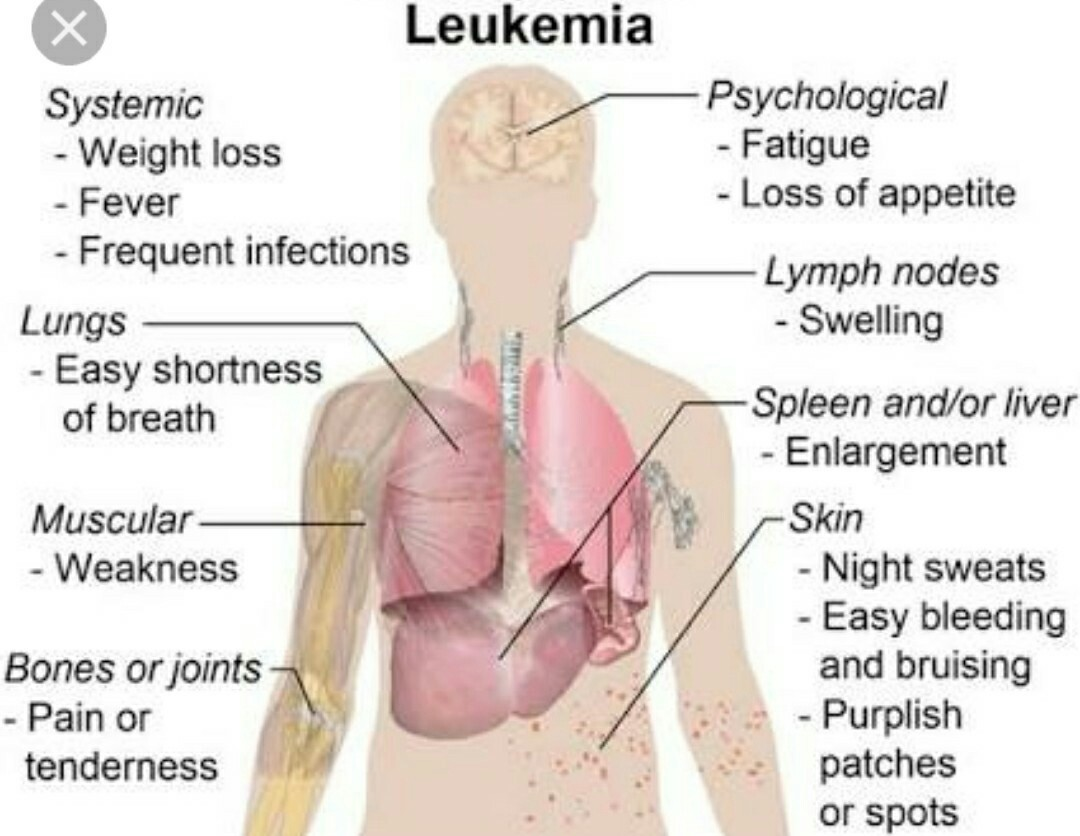 Leukemia
Systemic
- Weight loss
- Fever
- Frequent infections
Lungs
- Easy shortness
of breath
Muscular
- Weakness
Bones or joints
- Pain or
tenderness
Psychological
- Fatigue
- Loss of appetite
Lymph nodes
- Swelling
Spleen and/or liver
- Enlargement
Skin
- Night sweats
- Easy bleeding
and bruising
- Purplish
patches
or spots